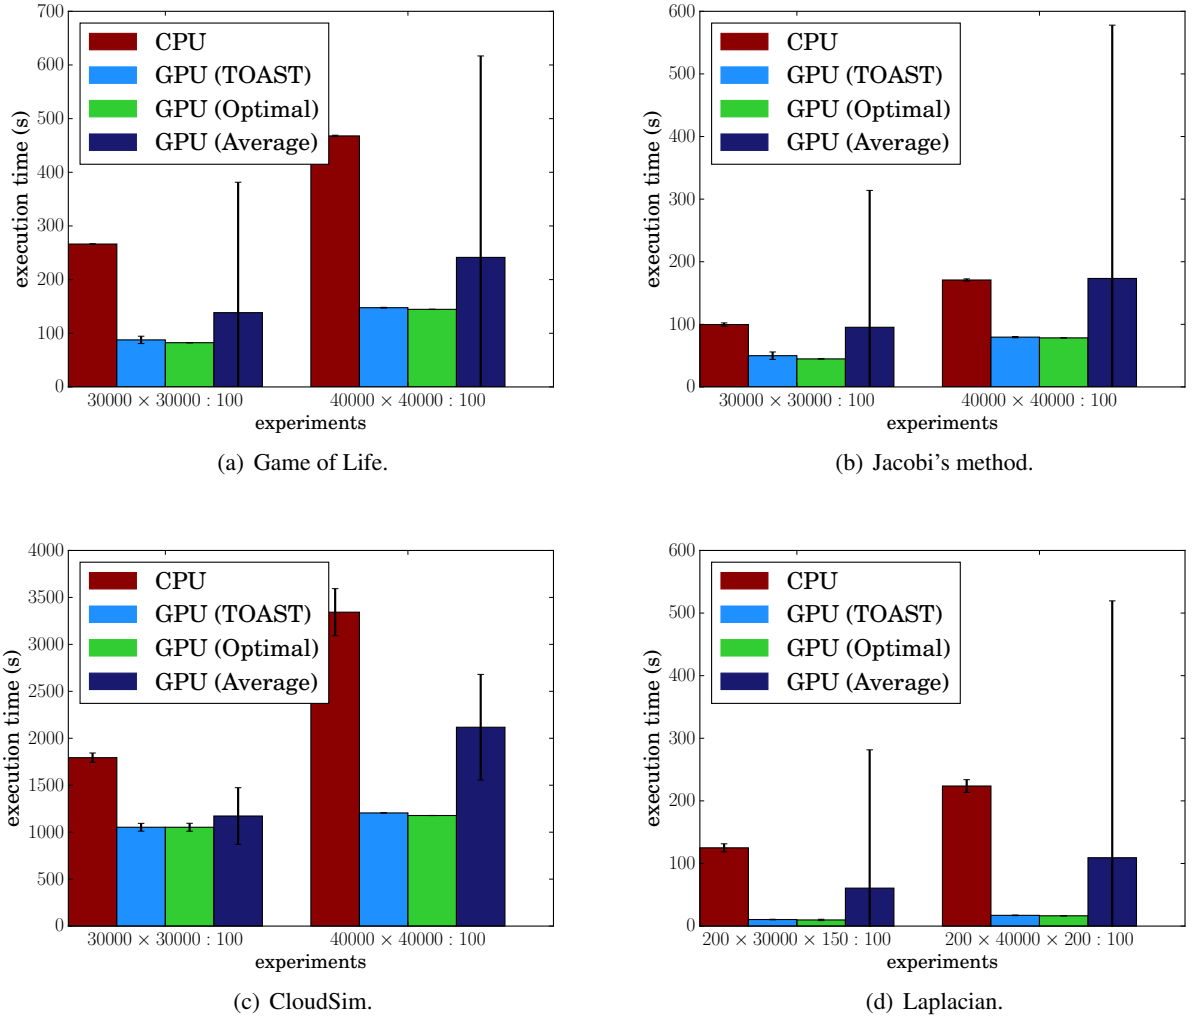 700
600
500
400
300
200
100
0
execution time (s)
CPU
GPU (TOAST)
GPU (Optimal)
GPU (Average)
30000 × 30000 : 100
40000 × 40000 : 100
experiments
(a) Game of Life.
600
500
400
300
200
100
0
execution time (s)
CPU
GPU (TOAST)
GPU (Optimal)
GPU (Average)
30000 × 30000 : 100
40000 × 40000 : 100
experiments
(b) Jacobi's method.
4000
3500
3000
2500
2000
1500
1000
500
0
execution time (s)
CPU
GPU (TOAST)
GPU (Optimal)
GPU (Average)
30000 × 30000 : 100
40000 × 40000 : 100
experiments
(c) CloudSim.
600
500
400
300
200
100
0
execution time (s)
CPU
GPU (TOAST)
GPU (Optimal)
GPU (Average)
200 × 30000 × 150 : 100
200 × 40000 × 200 : 100
experiments
(d) Laplacian.